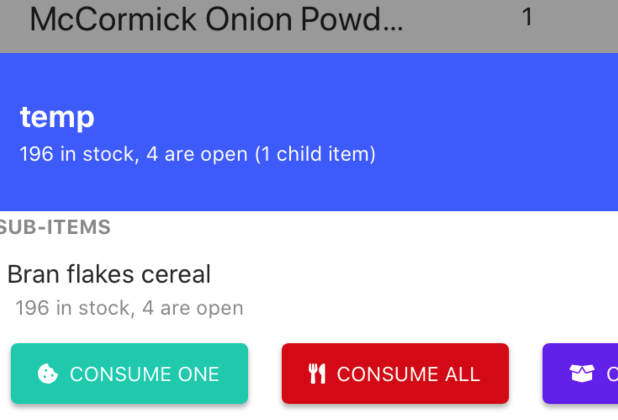 McCormick Onion Powd... 1
temp
196 in stock, 4 are open (1 child item)
SUB-ITEMS
Bran flakes cereal
196 in stock, 4 are open
CONSUME ONE CONSUME ALL